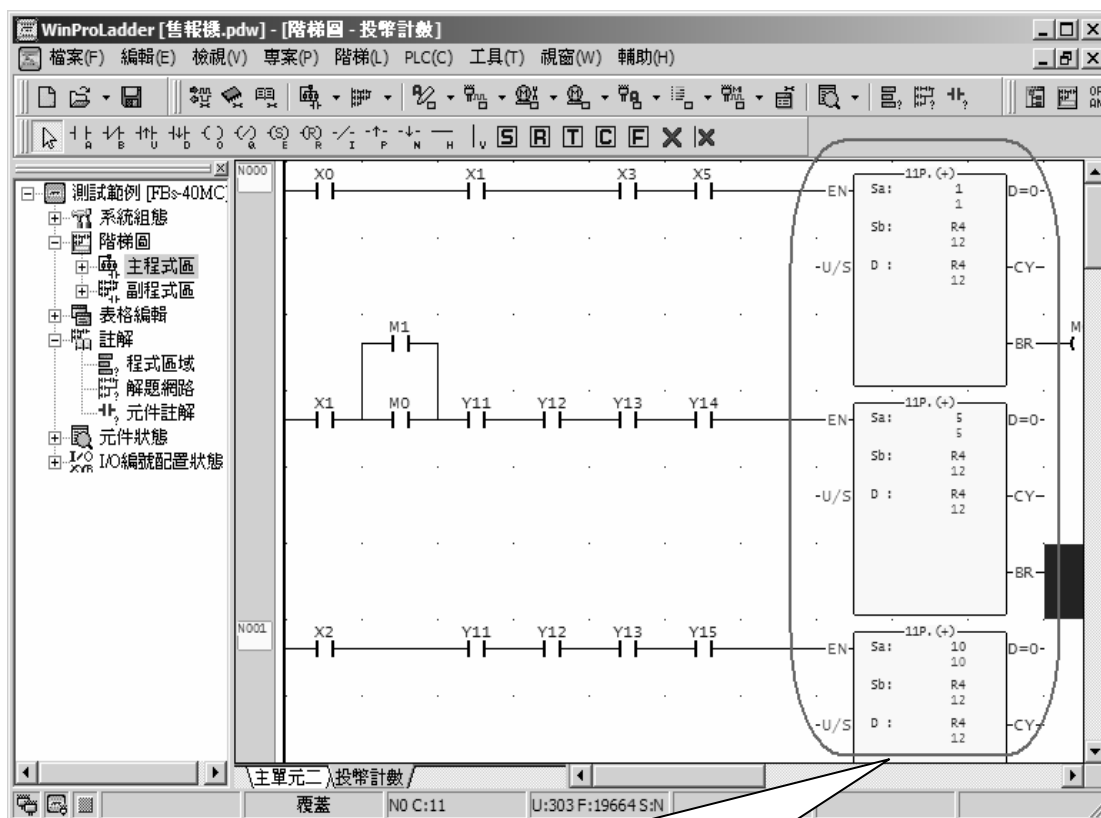 WinProLadder [售報機.pdw] - [階梯圖 - 投幣計數]
檔案(F) 編輯(E) 檢視(V) 專案(P) 階梯(L) PLC(C) 工具(T) 視窗(W) 輔助(H)
A B U D O Q E R I P N H V S R T C F
測試範例 [FBs-40MC]
系統組態
階梯圖
主程式區
副程式區
表格編輯
註解
程式區域
解題網路
元件註解
元件狀態
I/O編號配置狀態
N000
X0 X1 X3 X5
EN 11P.(+) D=0
Sa: 1
1
Sb: R4
12
U/S D : R4 CY
12
M1
BR M
X1 M0 Y11 Y12 Y13 Y14
EN 11P.(+) D=0
Sa: 5
5
Sb: R4
12
U/S D : R4 CY
12
BR
N001
X2 Y11 Y12 Y13 Y15
EN 11P.(+) D=0
Sa: 10
10
Sb: R4
12
U/S D : R4 CY
12
主單元二 投幣計數
覆蓋 N0 C:11 U:303 F:19664 S:N